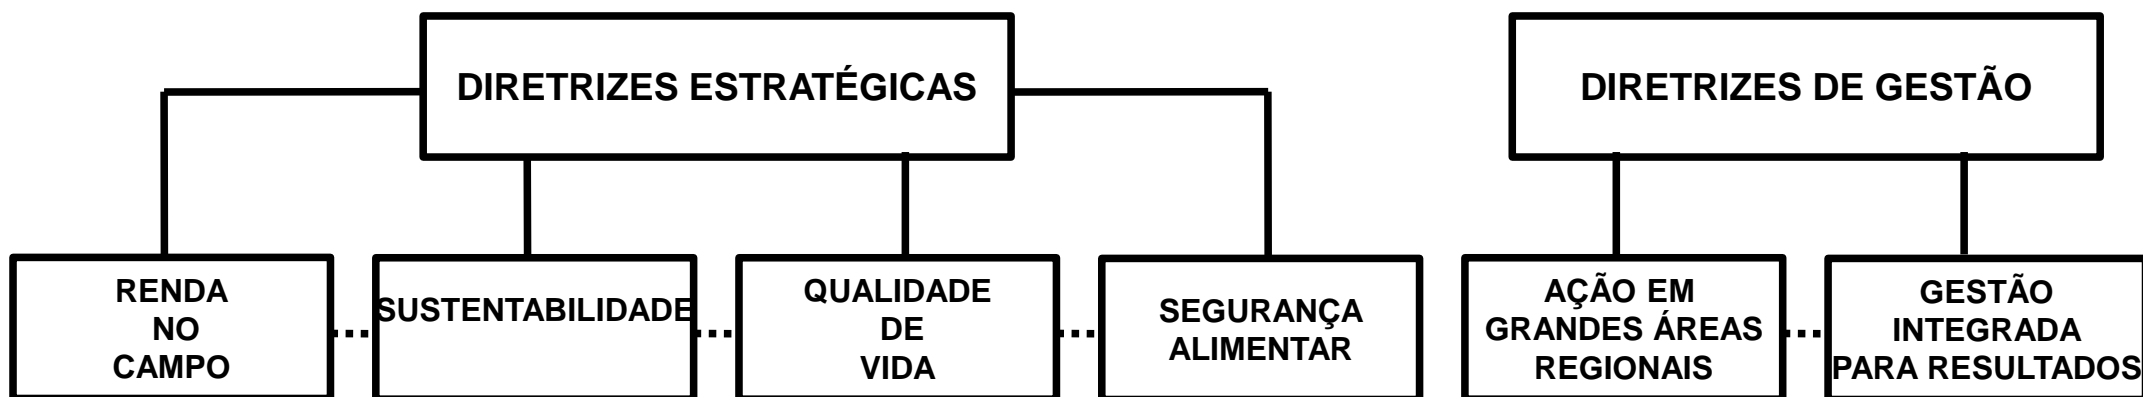 DIRETRIZES ESTRATÉGICAS
DIRETRIZES DE GESTÃO
RENDA
NO
CAMPO
SUSTENTABILIDADE
QUALIDADE
DE
VIDA
SEGURANÇA
ALIMENTAR
AÇÃO EM
GRANDES ÁREAS
REGIONAIS
GESTÃO
INTEGRADA
PARA RESULTADOS